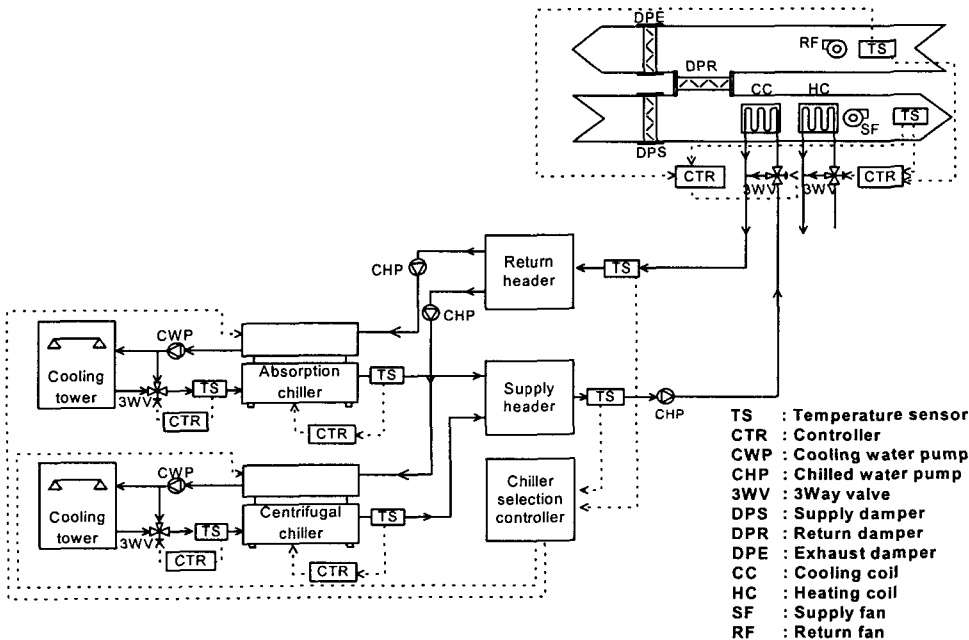 DPE
RF
TS
DPR
CC
HC
SF
TS
DPS
CTR
3WV
3WV
CTR
CHP
Return
header
TS
CHP
CWP
Cooling
tower
Absorption
chiller
TS
3WV
TS
CTR
CTR
Supply
header
TS
CHP
CWP
Cooling
tower
Centrifugal
chiller
TS
3WV
TS
CTR
CTR
Chiller
selection
controller
TS : Temperature sensor
CTR : Controller
CWP : Cooling water pump
CHP : Chilled water pump
3WV : 3Way valve
DPS : Supply damper
DPR : Return damper
DPE : Exhaust damper
CC : Cooling coil
HC : Heating coil
SF : Supply fan
RF : Return fan